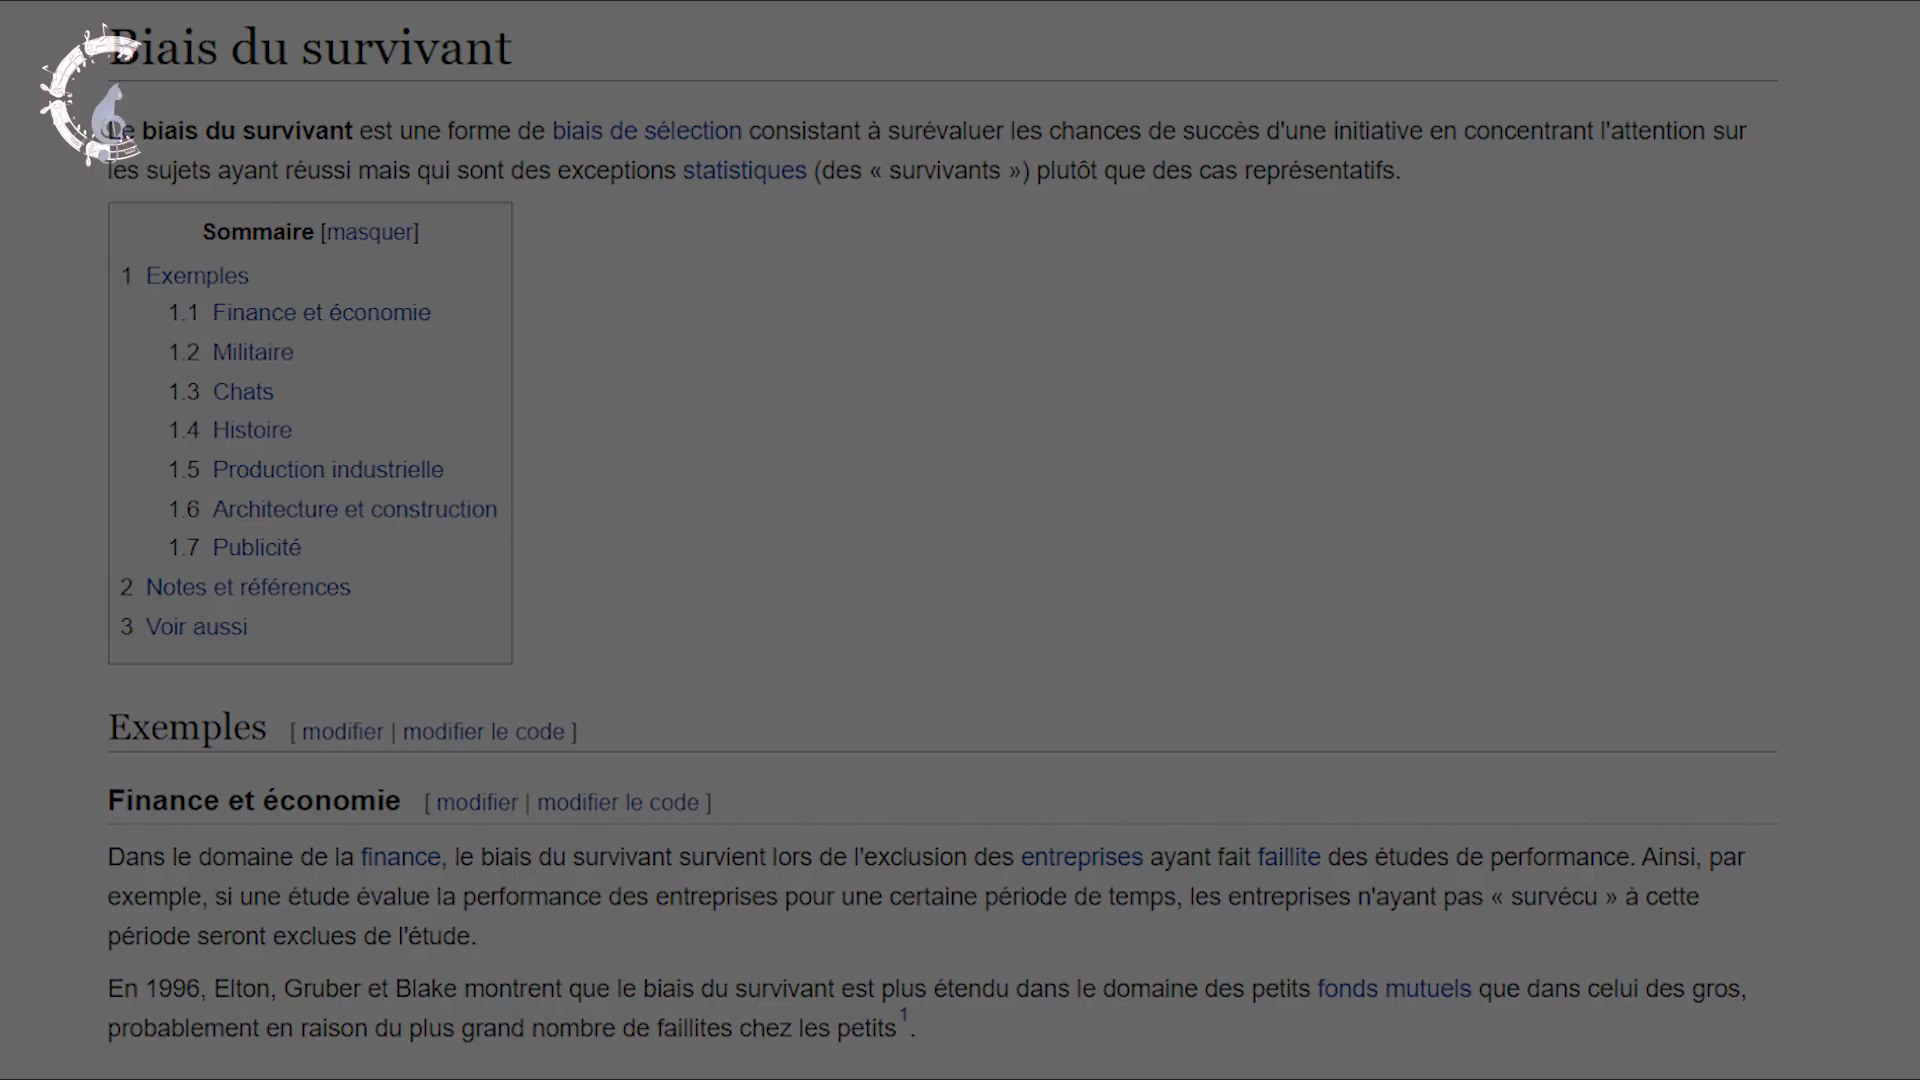 Biais du survivant
Le biais du survivant est une forme de biais de sélection consistant à surévaluer les chances de succès d'une initiative en concentrant l'attention sur
les sujets ayant réussi mais qui sont des exceptions statistiques (des « survivants ») plutôt que des cas représentatifs.
Sommaire [masquer]
1 Exemples
1.1 Finance et économie
1.2 Militaire
1.3 Chats
1.4 Histoire
1.5 Production industrielle
1.6 Architecture et construction
1.7 Publicité
2 Notes et références
3 Voir aussi
Exemples [ modifier | modifier le code ]
Finance et économie [ modifier | modifier le code ]
Dans le domaine de la finance, le biais du survivant survient lors de l'exclusion des entreprises ayant fait faillite des études de performance. Ainsi, par
exemple, si une étude évalue la performance des entreprises pour une certaine période de temps, les entreprises n'ayant pas « survécu » à cette
période seront exclues de l'étude.
En 1996, Elton, Gruber et Blake montrent que le biais du survivant est plus étendu dans le domaine des petits fonds mutuels que dans celui des gros,
probablement en raison du plus grand nombre de faillites chez les petits 1.